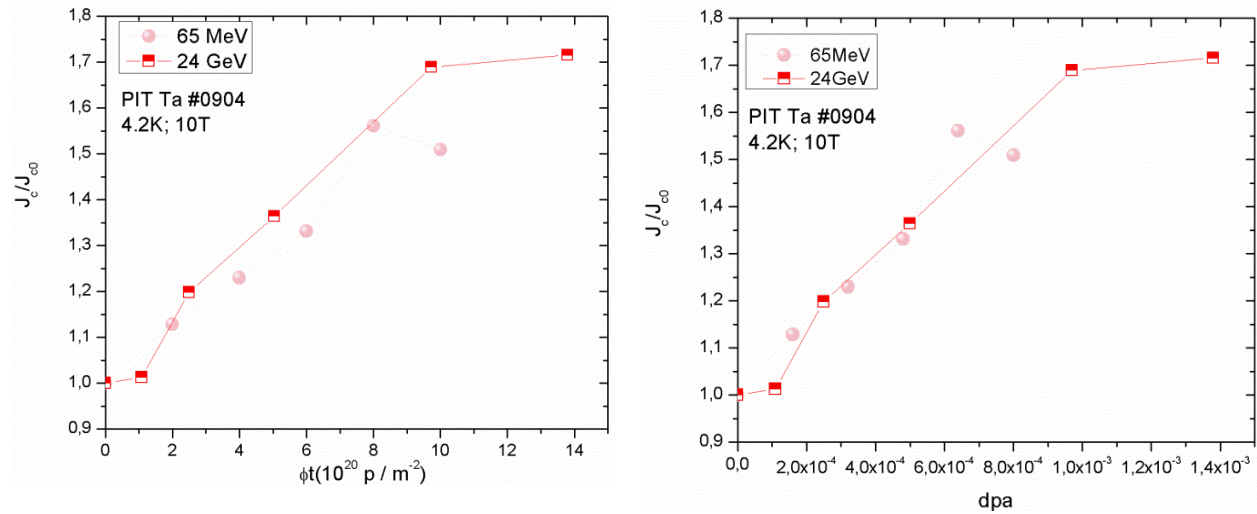 1,8
1,7
1,6
1,5
1,4
1,3
1,2
1,1
1,0
0,9
Jc/Jc0
65 MeV
24 GeV
PIT Ta #0904
4.2K; 10T
0 2 4 6 8 10 12 14
ϕt(10²⁰ p / m⁻²)
1,8
1,7
1,6
1,5
1,4
1,3
1,2
1,1
1,0
0,9
Jc/Jc0
65MeV
24GeV
PIT Ta #0904
4.2K; 10T
0,0 2,0x10⁻⁴ 4,0x10⁻⁴ 6,0x10⁻⁴ 8,0x10⁻⁴ 1,0x10⁻³ 1,2x10⁻³ 1,4x10⁻³
dpa